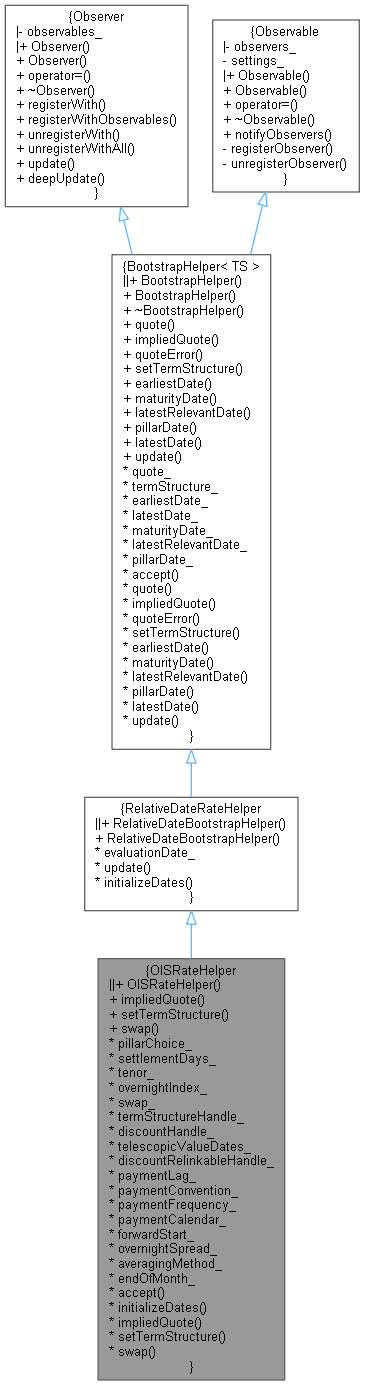 {Observer
|- observables_
|+ Observer()
+ Observer()
+ operator=()
+ ~Observer()
+ registerWith()
+ registerWithObservables()
+ unregisterWith()
+ unregisterWithAll()
+ update()
+ deepUpdate()
}
{Observable
|- observers_
- settings_
|+ Observable()
+ Observable()
+ operator=()
+ ~Observable()
+ notifyObservers()
- registerObserver()
- unregisterObserver()
}
{BootstrapHelper< TS >
||+ BootstrapHelper()
+ BootstrapHelper()
+ ~BootstrapHelper()
+ quote()
+ impliedQuote()
+ quoteError()
+ setTermStructure()
+ earliestDate()
+ maturityDate()
+ latestRelevantDate()
+ pillarDate()
+ latestDate()
+ update()
* quote_
* termStructure_
* earliestDate_
* latestDate_
* maturityDate_
* latestRelevantDate_
* pillarDate_
* accept()
* quote()
* impliedQuote()
* quoteError()
* setTermStructure()
* earliestDate()
* maturityDate()
* latestRelevantDate()
* pillarDate()
* latestDate()
* update()
}
{RelativeDateRateHelper
||+ RelativeDateBootstrapHelper()
+ RelativeDateBootstrapHelper()
* evaluationDate_
* update()
* initializeDates()
}
{OISRateHelper
||+ OISRateHelper()
+ impliedQuote()
+ setTermStructure()
+ swap()
* pillarChoice_
* settlementDays_
* tenor_
* overnightIndex_
* swap_
* termStructureHandle_
* discountHandle_
* telescopicValueDates_
* discountRelinkableHandle_
* paymentLag_
* paymentConvention_
* paymentFrequency_
* paymentCalendar_
* forwardStart_
* overnightSpread_
* averagingMethod_
* endOfMonth_
* accept()
* initializeDates()
* impliedQuote()
* setTermStructure()
* swap()
}